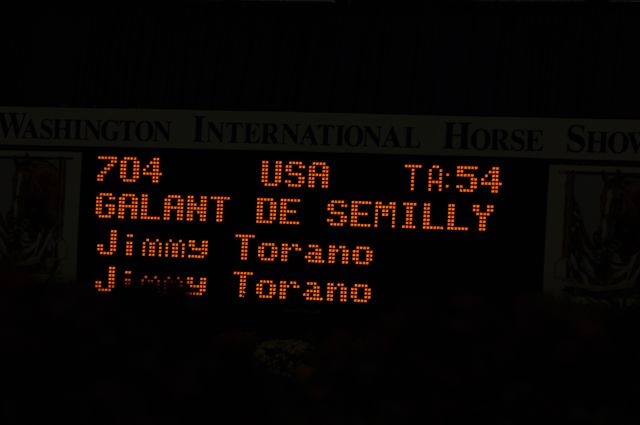 WASHINGTON INTERNATIONAL HORSE SHOW
704 USA TA:54
GALANT DE SEMILLY
Jimmy Torano
Jimmy Torano